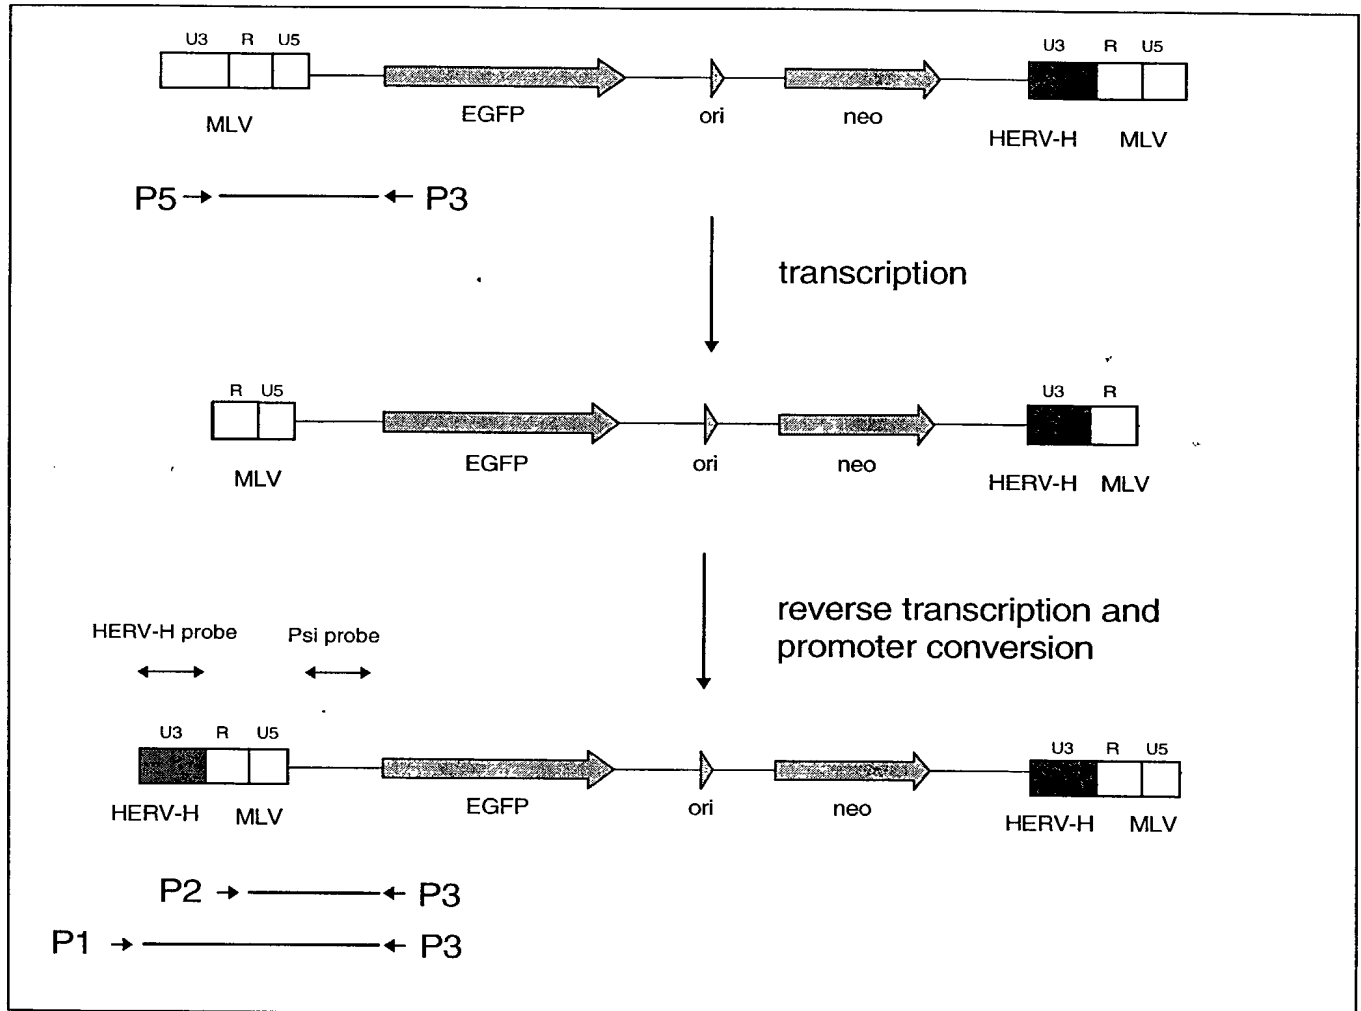 U3 R U5 U3 R U5
EGFP ori neo
MLV HERV-H MLV
P5 P3
transcription
R U5 U3 R
EGFP ori neo
MLV HERV-H MLV
reverse transcription and
promoter conversion
HERV-H probe Psi probe
U3 R U5 U3 R U5
EGFP ori neo
HERV-H MLV HERV-H MLV
P2 P3
P1 P3